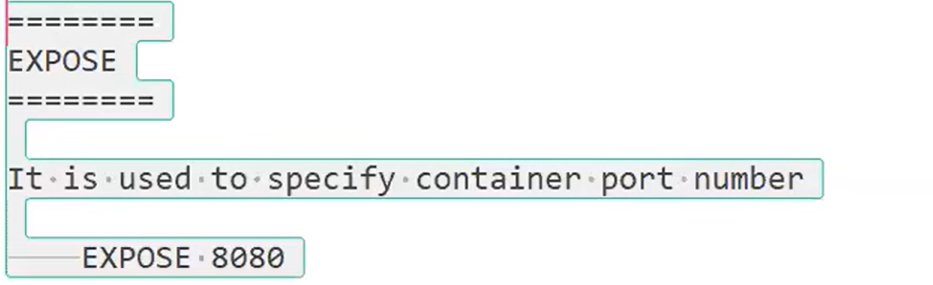 ========
EXPOSE
========
It is used to specify container port number
EXPOSE 8080